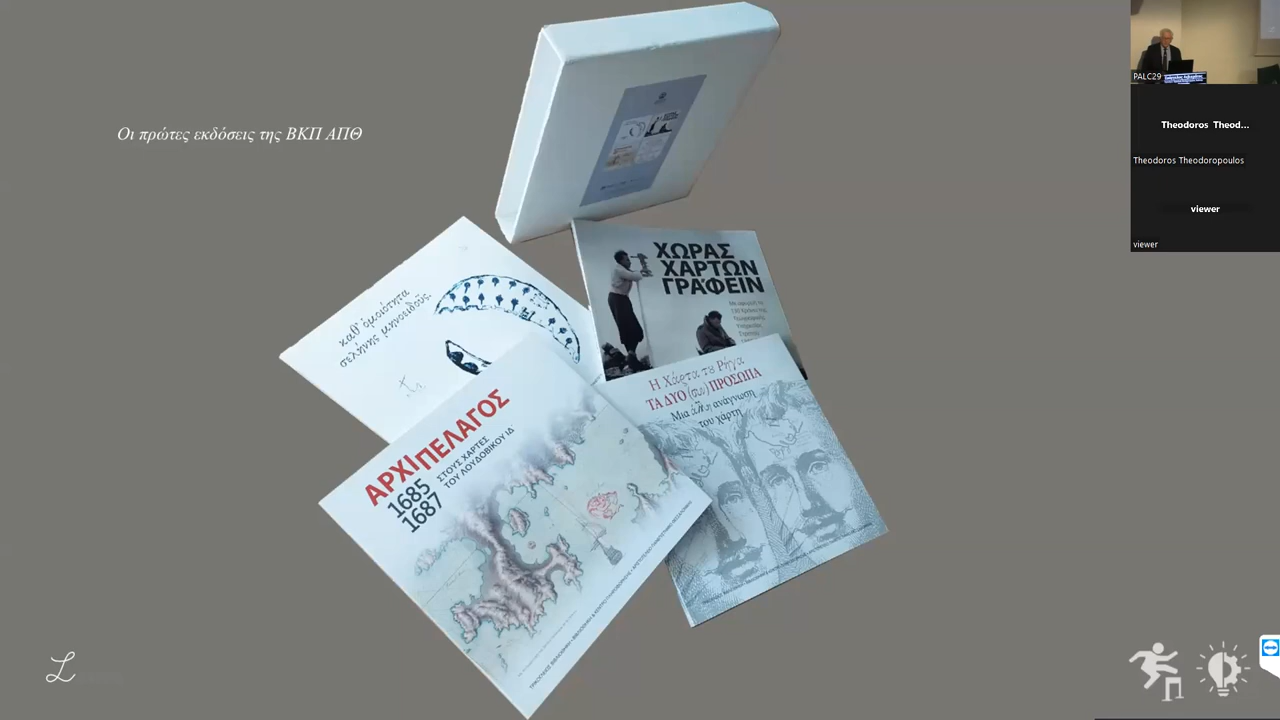 Οι πρώτες εκδόσεις της ΒΚΠ ΑΠΘ
ΧΩΡΑΣ
ΧΑΡΤΩΝ
ΓΡΑΦΕΙΝ
καθ' ὁμοιότητα
σελήνης μηνοειδοῦς.
Η Χάρτα τȣ Ρήγα
ΤΑ ΔΥΟ (συ) ΠΡΟΣΩΠΑ
Μια άλλη ανάγνωση
του χάρτη
ΑΡΧΙΠΕΛΑΓΟΣ
1685
1687
ΣΤΟΥΣ ΧΑΡΤΕΣ
ΤΟΥ ΛΟΥΔΟΒΙΚΟΥ ΙΔ
PALC29
Theodoros Theod...
Theodoros Theodoropoulos
viewer
viewer